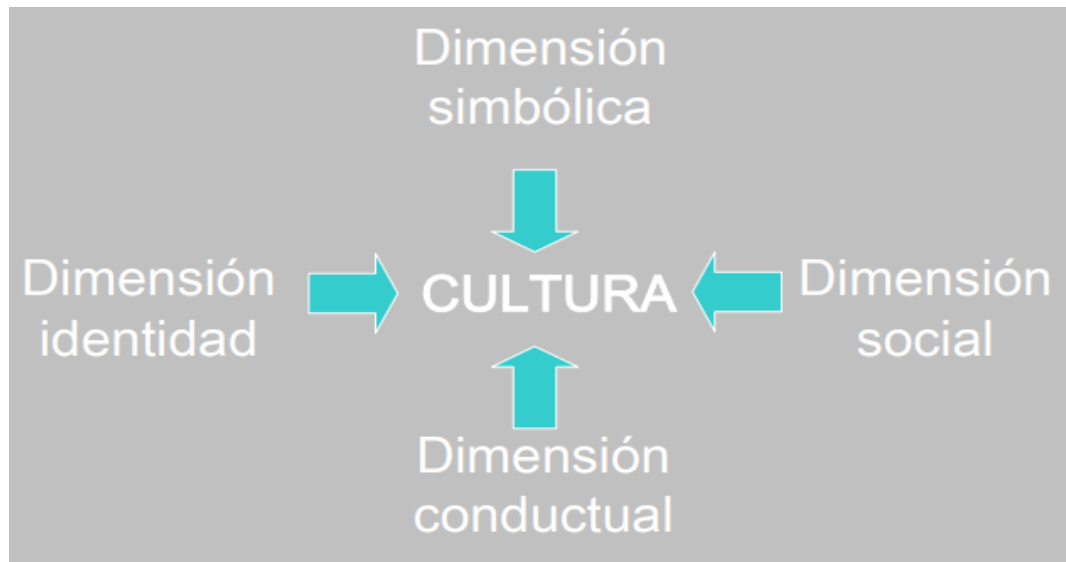 Dimensión
simbólica
Dimensión
identidad
CULTURA
Dimensión
social
Dimensión
conductual